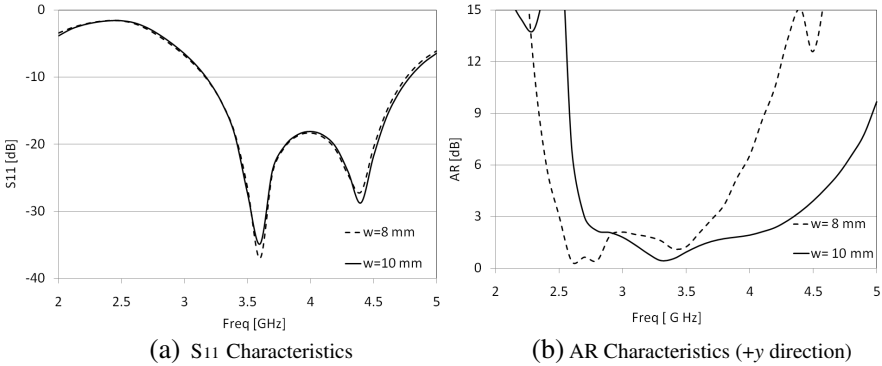 0
-10
-20
-30
-40
S11 [dB]
2
2.5
3
3.5
4
4.5
5
Freq [GHz]
w=8 mm
w=10 mm
(a) S11 Characteristics
15
12
9
6
3
0
AR [dB]
2
2.5
3
3.5
4
4.5
5
Freq [ G Hz]
w= 8 mm
w= 10 mm
(b) AR Characteristics (+y direction)